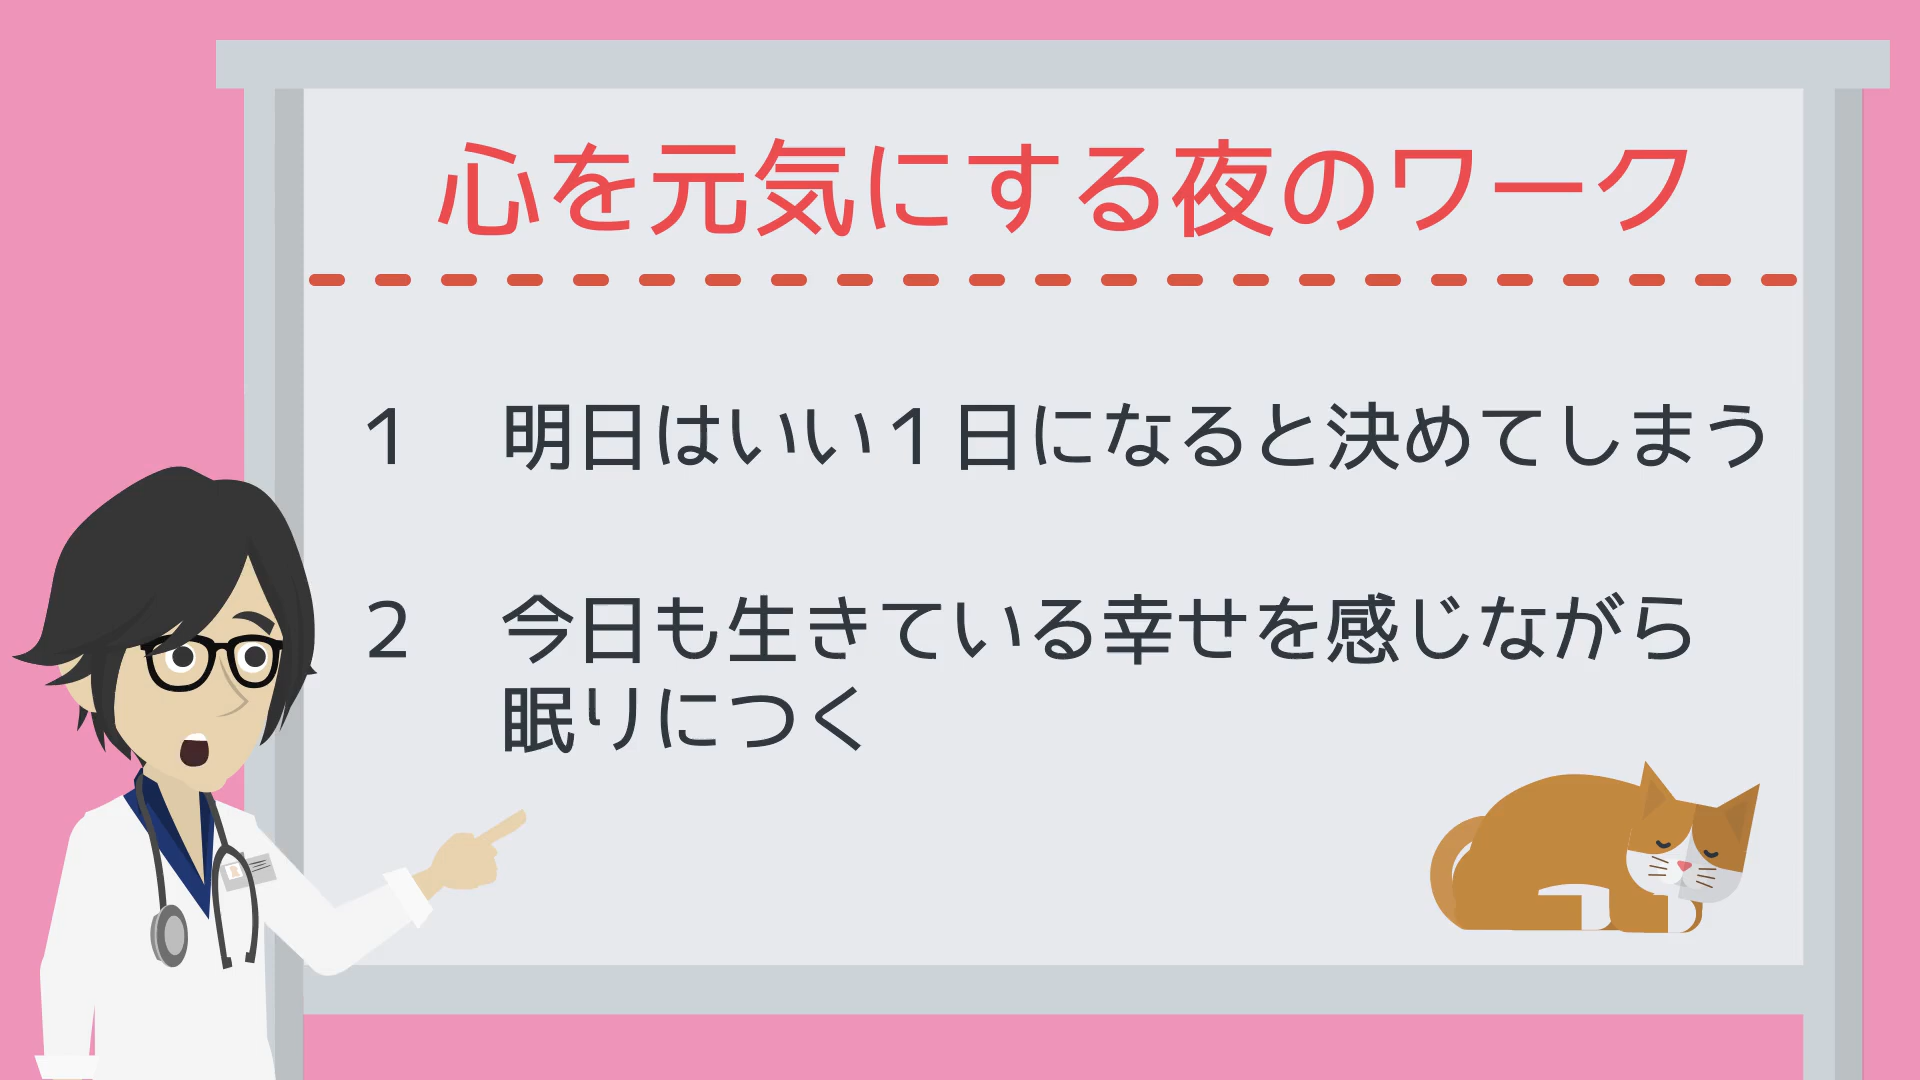 心を元気にする夜のワーク
１　明日はいい１日になると決めてしまう
２　今日も生きている幸せを感じながら
眠りにつく